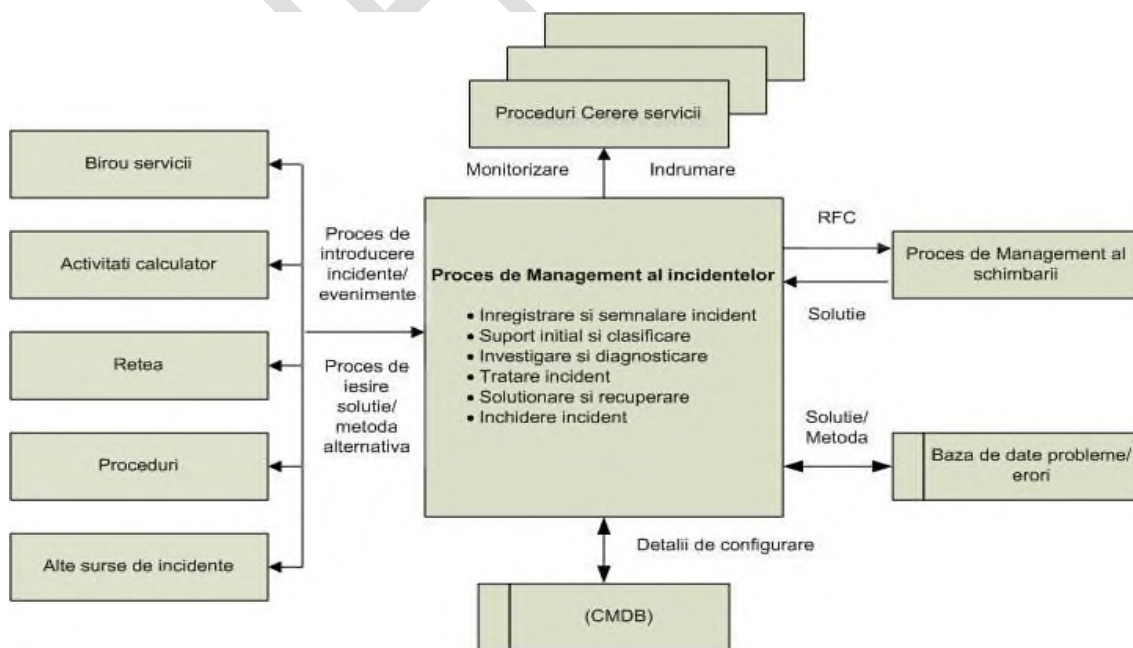 Proceduri Cerere servicii
Monitorizare
Indrumare
Birou servicii
Activitati calculator
Retea
Proceduri
Alte surse de incidente
Proces de
introducere
incidente/
evenimente
Proces de
iesire
solutie/
metoda
alternativa
Proces de Management al incidentelor
• Inregistrare si semnalare incident
• Suport initial si clasificare
• Investigare si diagnosticare
• Tratare incident
• Solutionare si recuperare
• Inchidere incident
RFC
Proces de Management al
schimbarii
Solutie
Solutie/
Metoda
Baza de date probleme/
erori
Detalii de configurare
(CMDB)